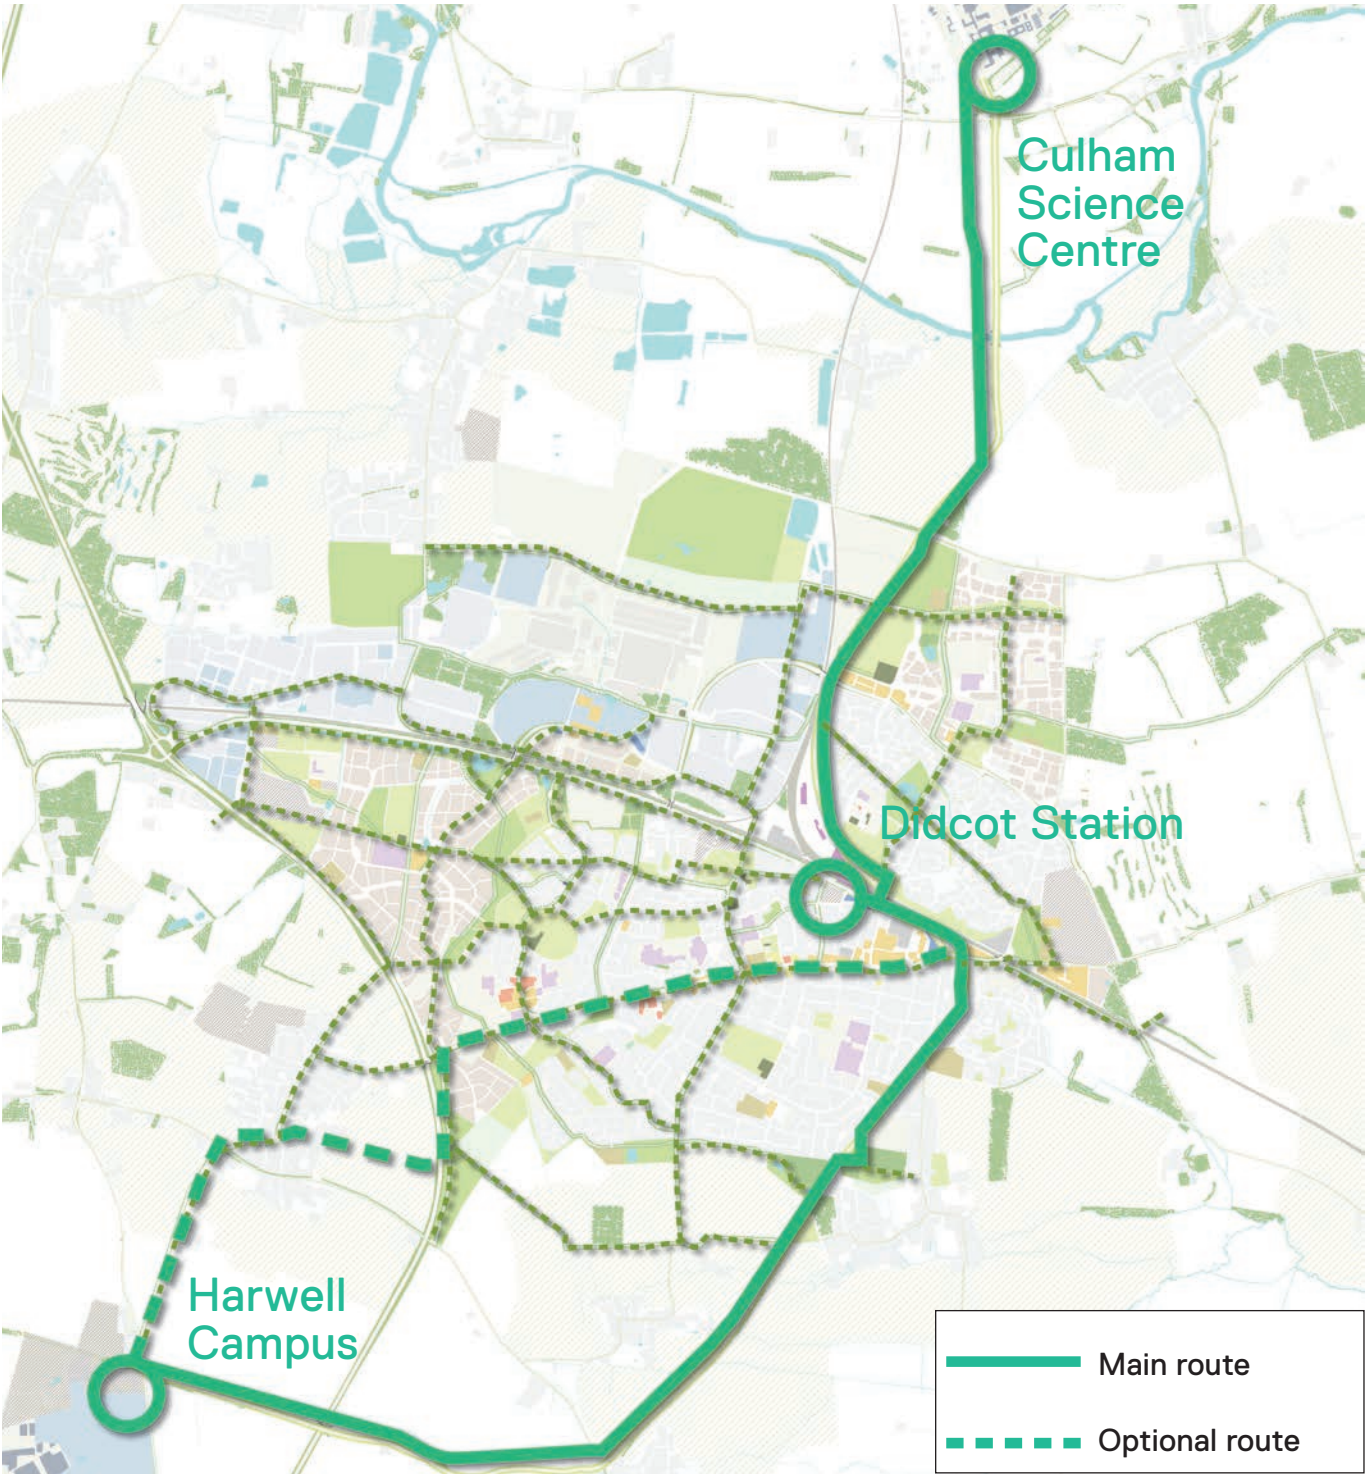 Culham
Science
Centre
Didcot Station
Harwell
Campus
Main route
Optional route